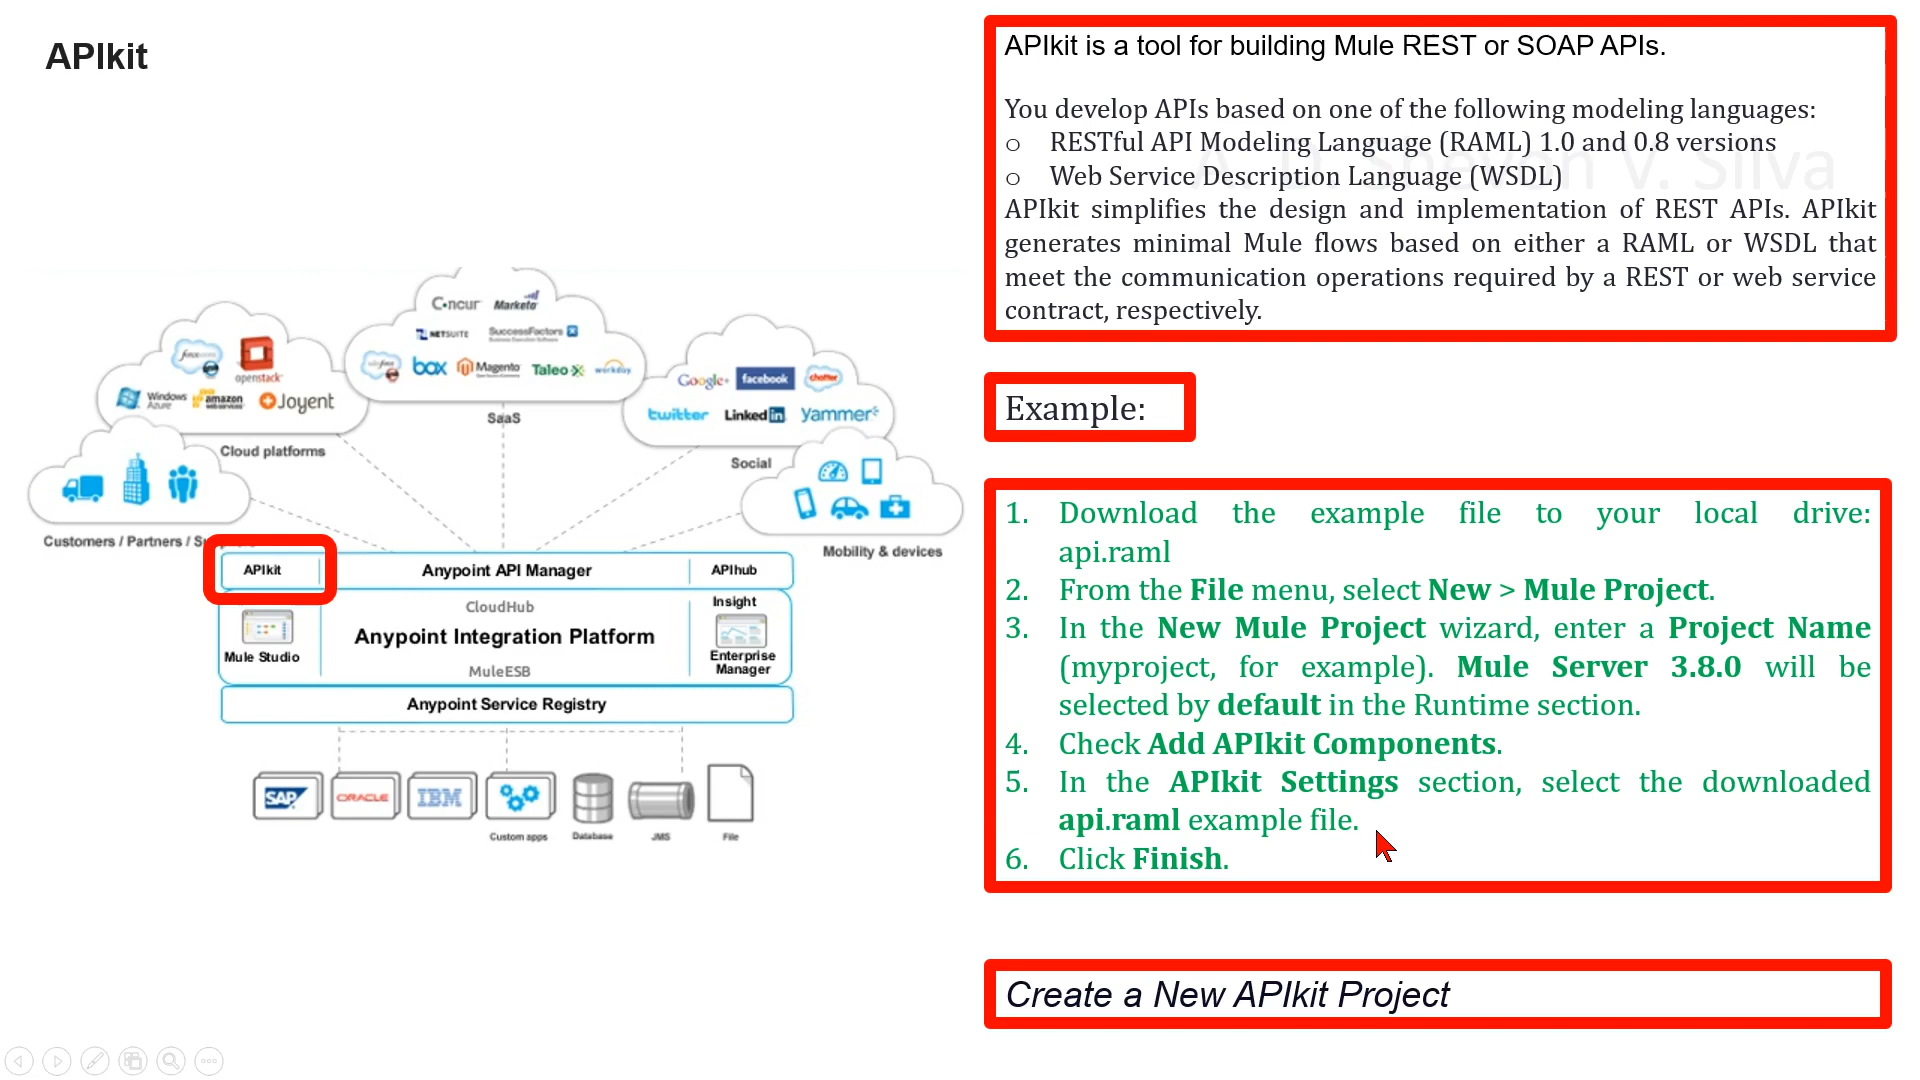 APIkit
APIkit is a tool for building Mule REST or SOAP APIs.
You develop APIs based on one of the following modeling languages:
o RESTful API Modeling Language (RAML) 1.0 and 0.8 versions
o Web Service Description Language (WSDL)
V. Silva
APIkit simplifies the design and implementation of REST APIs. APIkit
generates minimal Mule flows based on either a RAML or WSDL that
meet the communication operations required by a REST or web service
contract, respectively.
Example:
1. Download the example file to your local drive:
api.raml
2. From the File menu, select New > Mule Project.
3. In the New Mule Project wizard, enter a Project Name
(myproject, for example). Mule Server 3.8.0 will be
selected by default in the Runtime section.
4. Check Add APIkit Components.
5. In the APIkit Settings section, select the downloaded
api.raml example file.
6. Click Finish.
Create a New APIkit Project
C•ncur Marketo
NETSUITE SuccessFactors
box Magento Taleo workday
SaaS
openstack
Windows Azure amazon Joyent
Cloud platforms
Google+ facebook chatter
twitter Linked in yammer
Social
Customers / Partners /
Mobility & devices
APIkit Anypoint API Manager APIhub
CloudHub
Insight
Anypoint Integration Platform
Mule Studio
MuleESB
Enterprise
Manager
Anypoint Service Registry
SAP ORACLE IBM
Custom apps Database JMS File